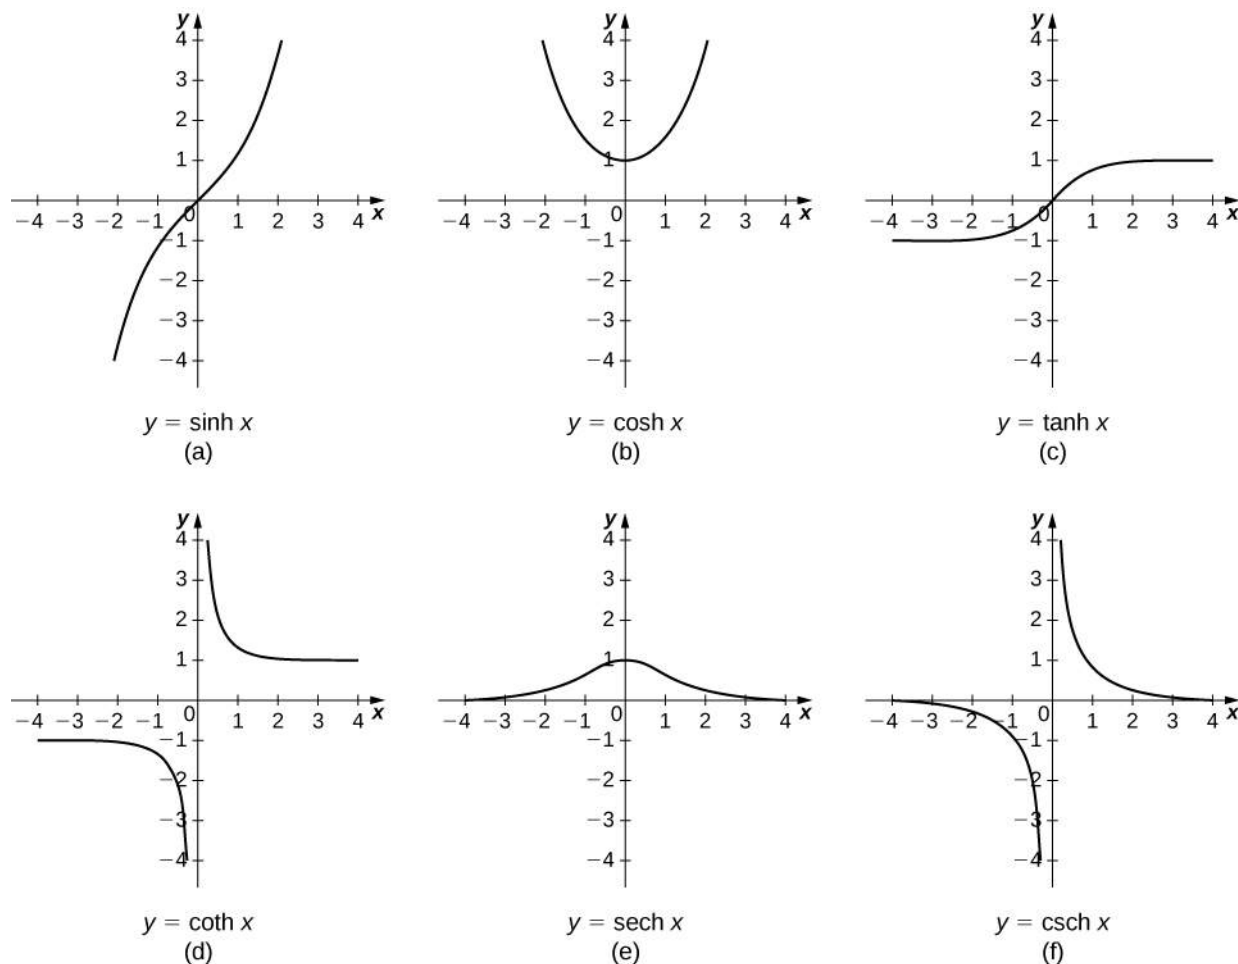 y
4
3
2
1
−4 −3 −2 −1 0 1 2 3 4 x
−1
−2
−3
−4
y = sinh x
(a)
y
4
3
2
1
−4 −3 −2 −1 0 1 2 3 4 x
−1
−2
−3
−4
y = cosh x
(b)
y
4
3
2
1
−4 −3 −2 −1 0 1 2 3 4 x
−1
−2
−3
−4
y = tanh x
(c)
y
4
3
2
1
−4 −3 −2 −1 0 1 2 3 4 x
−1
−2
−3
−4
y = coth x
(d)
y
4
3
2
1
−4 −3 −2 −1 0 1 2 3 4 x
−1
−2
−3
−4
y = sech x
(e)
y
4
3
2
1
−4 −3 −2 −1 0 1 2 3 4 x
−1
−2
−3
−4
y = csch x
(f)